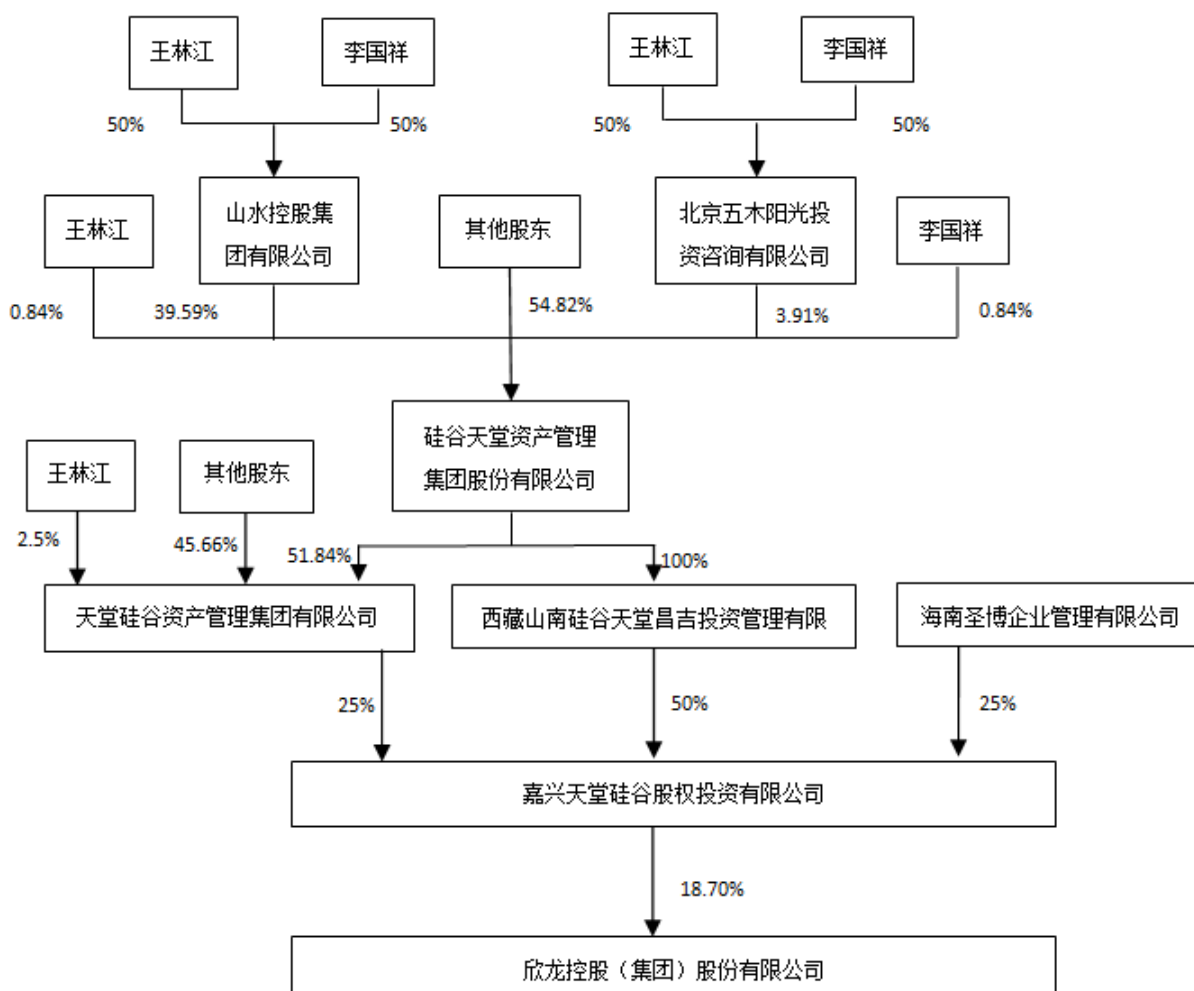 王林江
李国祥
王林江
李国祥
50%
50%
50%
50%
王林江
山水控股集
团有限公司
其他股东
北京五木阳光投
资咨询有限公司
李国祥
0.84%
39.59%
54.82%
3.91%
0.84%
硅谷天堂资产管理
集团股份有限公司
王林江
其他股东
2.5%
45.66%
51.84%
100%
天堂硅谷资产管理集团有限公司
西藏山南硅谷天堂昌吉投资管理有限
海南圣博企业管理有限公司
25%
50%
25%
嘉兴天堂硅谷股权投资有限公司
18.70%
欣龙控股（集团）股份有限公司